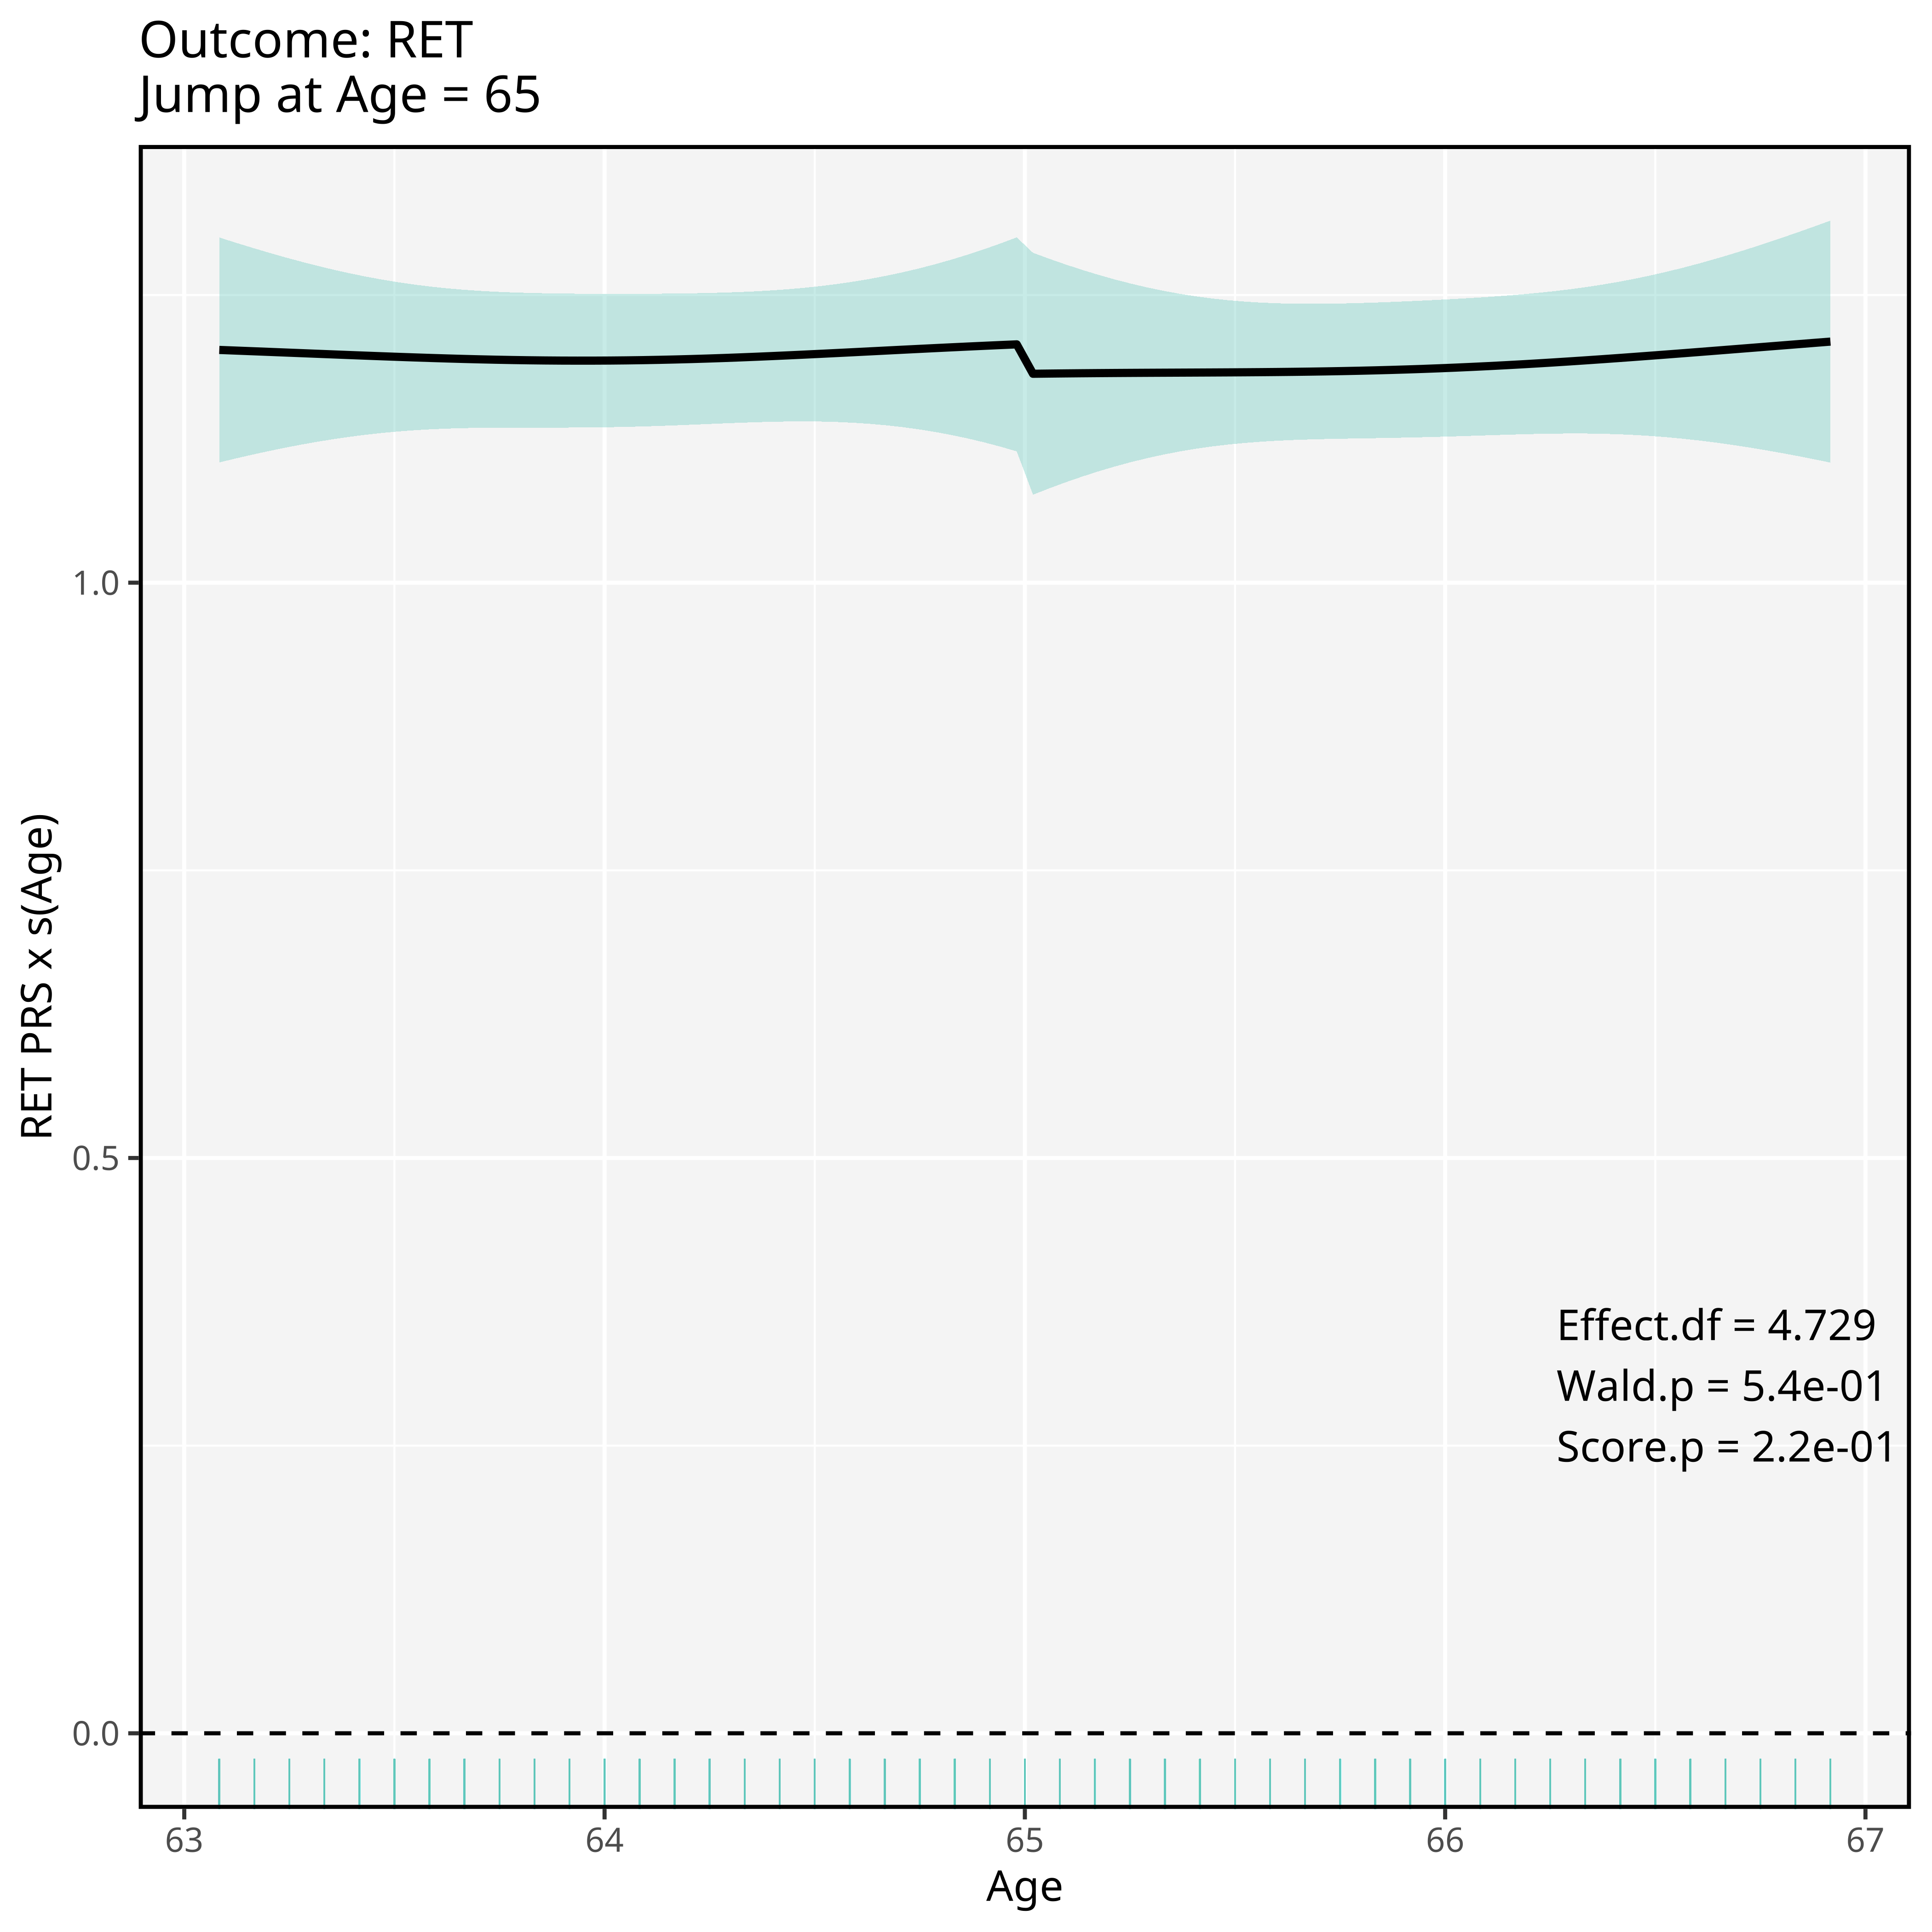 Outcome: RET
Jump at Age = 65
RET PRS x s(Age)
1.0
0.5
0.0
Effect.df = 4.729
Wald.p = 5.4e-01
Score.p = 2.2e-01
63 64 65 66 67
Age